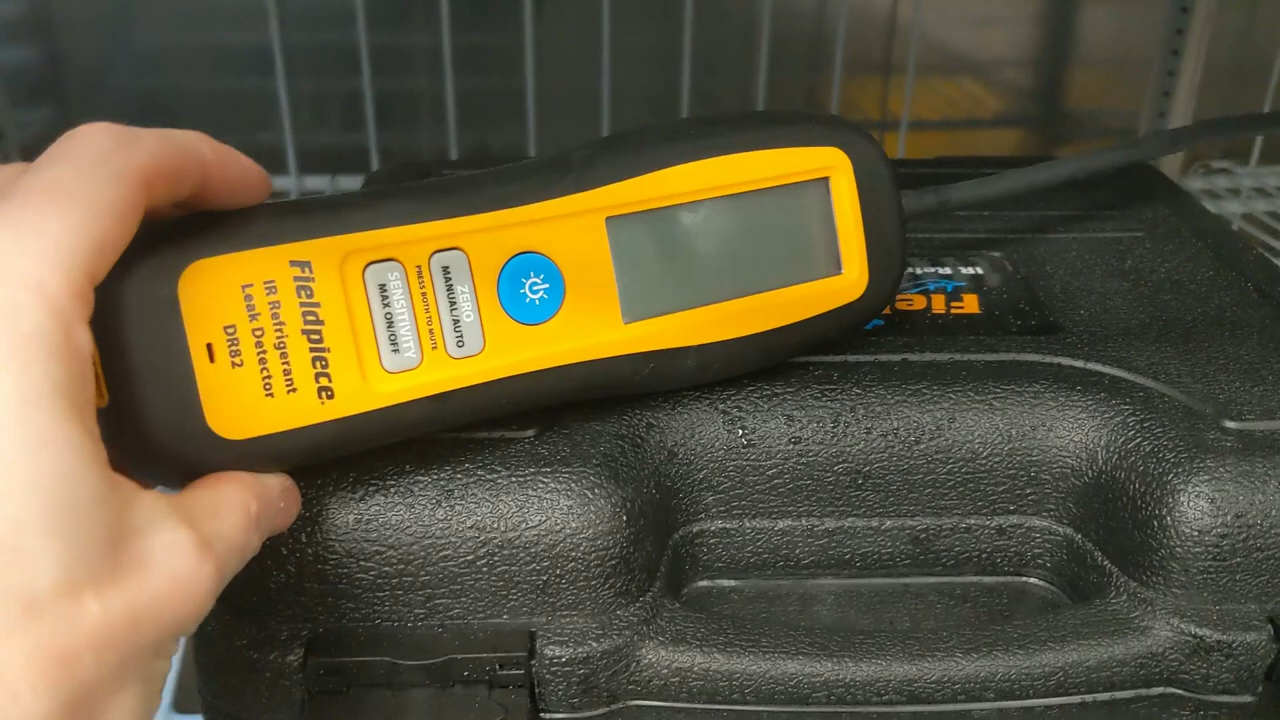 Fieldpiece
IR Refrigerant
Leak Detector
DR82
ZERO
MANUAL/AUTO
PRESS BOTH TO MUTE
SENSITIVITY
MAX ON/OFF